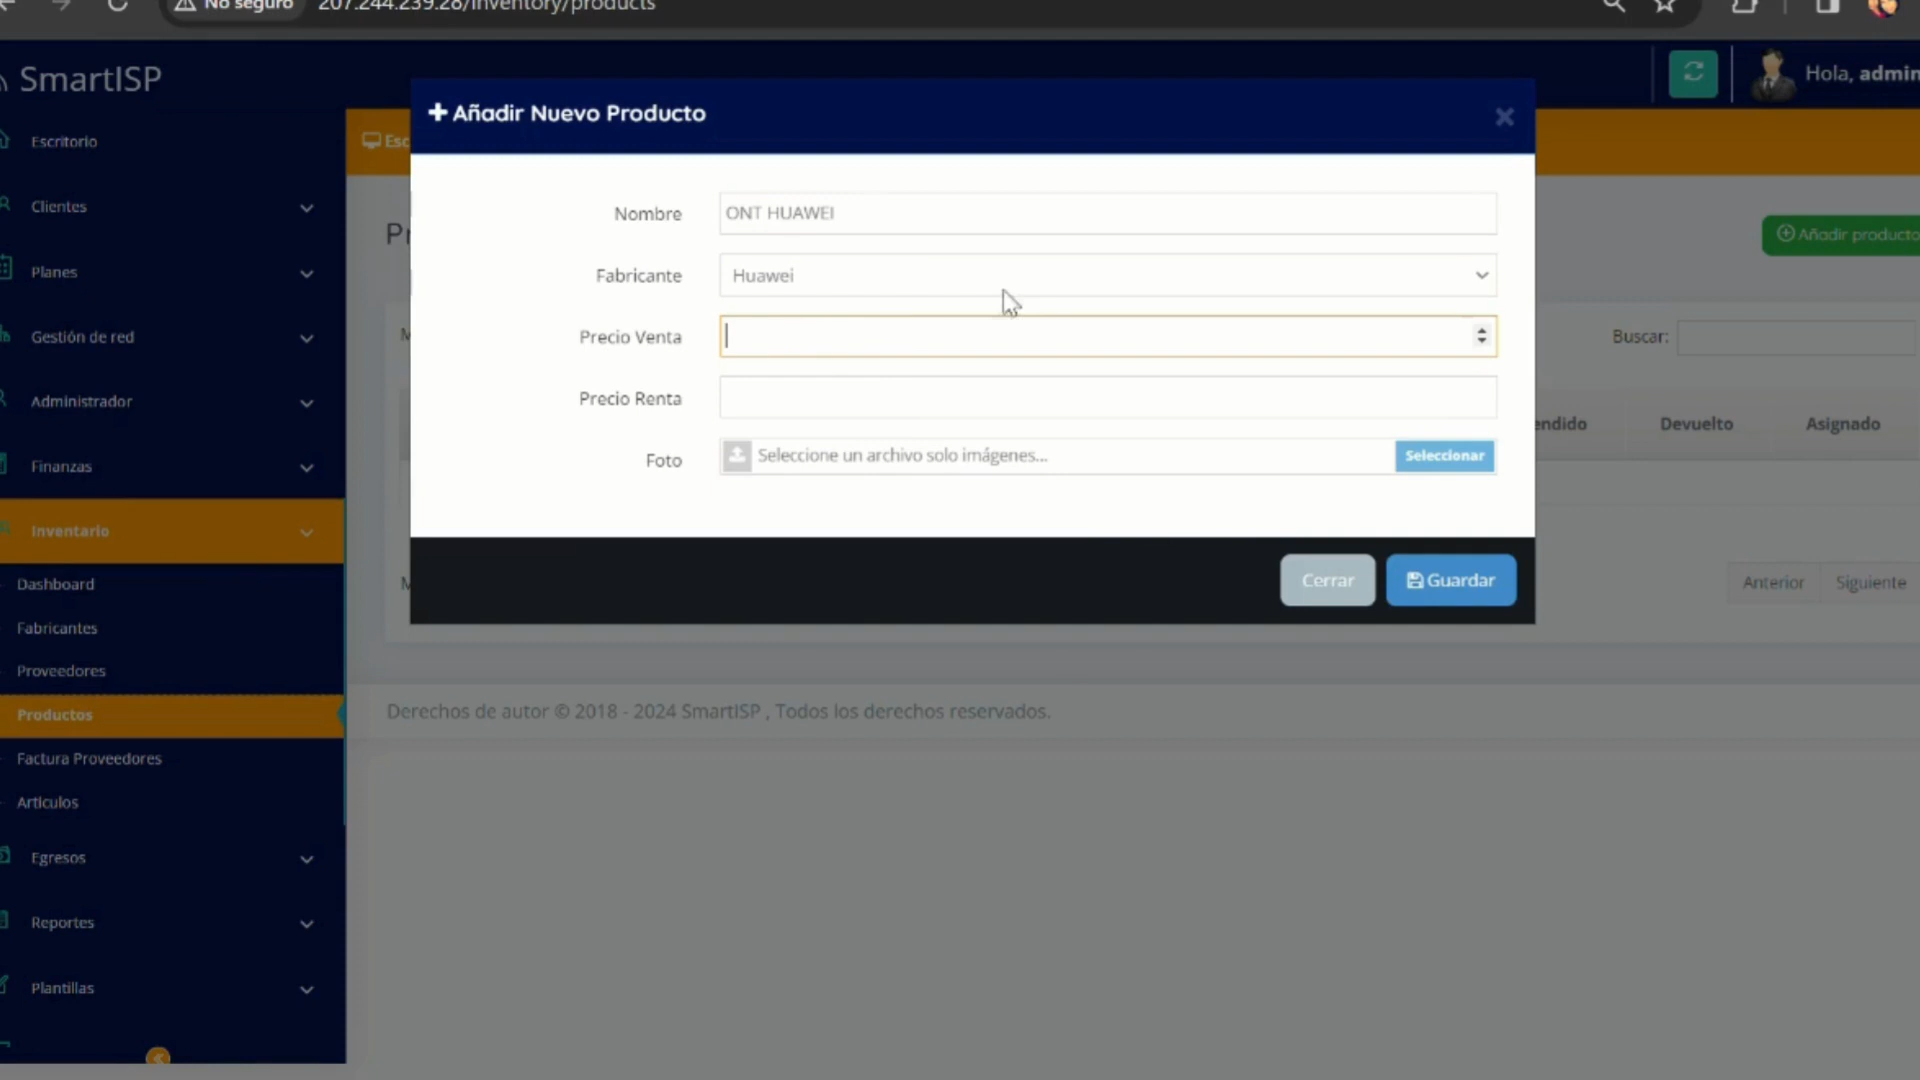 No seguro 207.244.239.28/inventory/products
SmartISP
Hola, admin
Añadir Nuevo Producto
Escritorio
Clientes
Planes
Gestión de red
Administrador
Finanzas
Inventario
Dashboard
Fabricantes
Proveedores
Productos
Factura Proveedores
Articulos
Egresos
Reportes
Plantillas
Esc
Pr
Añadir producto
Nombre ONT HUAWEI
Fabricante Huawei
Precio Venta
Precio Renta
Foto Seleccione un archivo solo imágenes... Seleccionar
M
Buscar:
endido Devuelto Asignado
Cerrar Guardar
M
Anterior Siguiente
Derechos de autor © 2018 - 2024 SmartISP , Todos los derechos reservados.